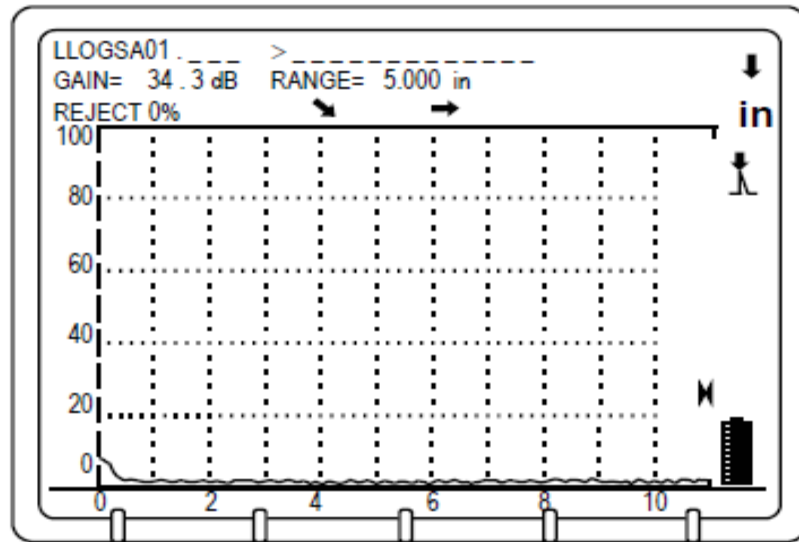 LLOGSA01 . _ _ _ >_ _ _ _ _ _ _ _ _ _ _ _ _
GAIN= 34 . 3 dB RANGE= 5.000 in
REJECT 0%
in
100
80
60
40
20
0
0 2 4 6 8 10